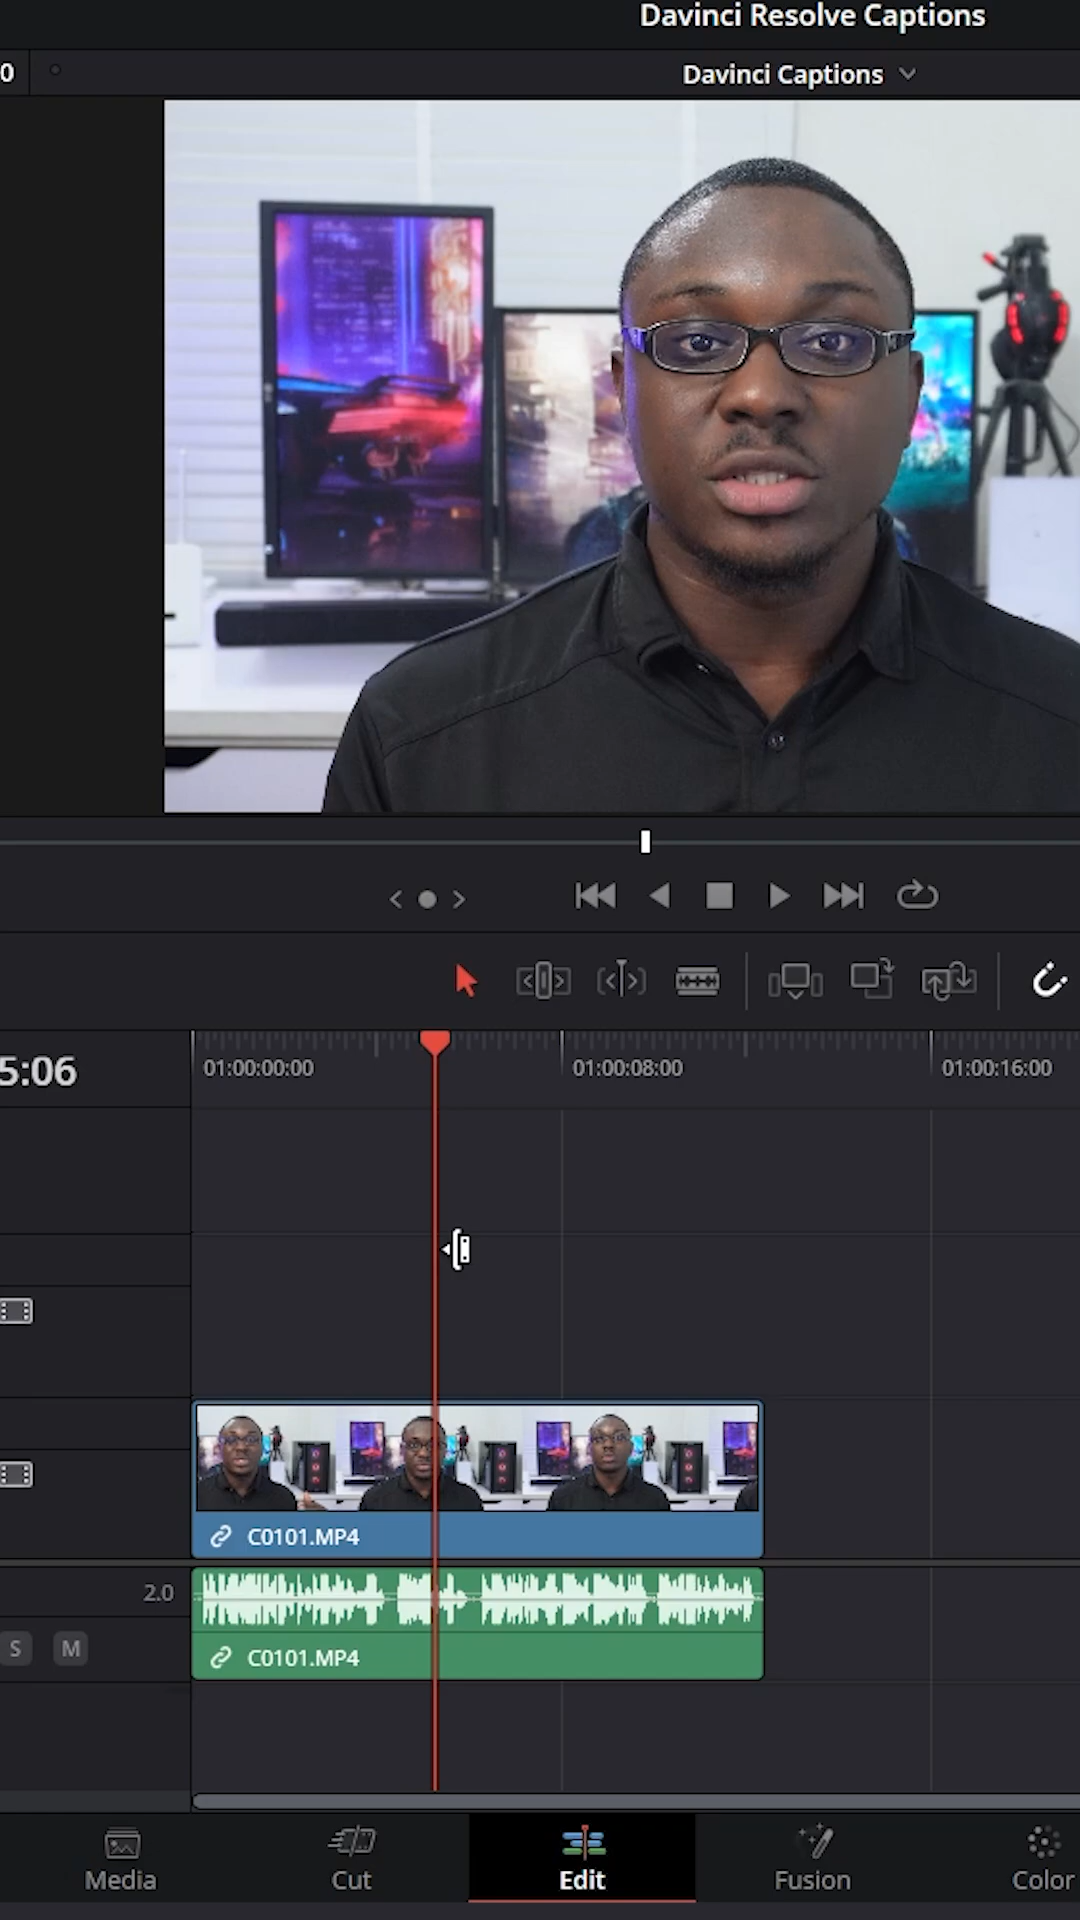 Davinci Resolve Captions
0
Davinci Captions
5:06
01:00:00:00
01:00:08:00
01:00:16:00
C0101.MP4
2.0
S
M
C0101.MP4
Media
Cut
Edit
Fusion
Color